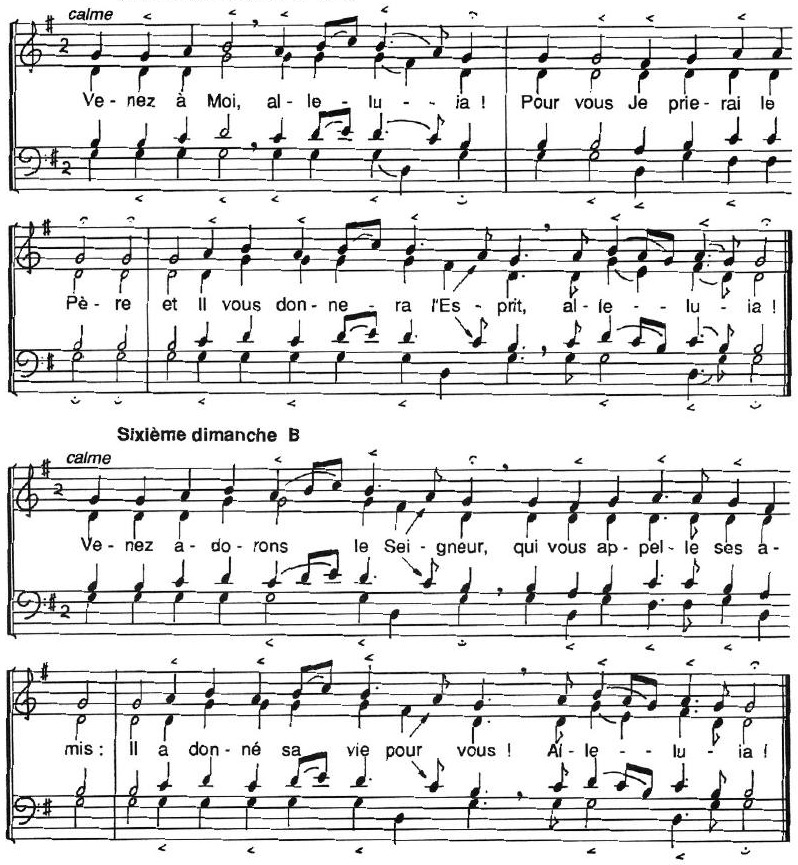 calme
Ve - nez à Moi, al - le - lu - - ia ! Pour vous Je prie - rai le
Pè - re et Il vous don - ne - ra l'Es - prit, al - le - - lu - ia !
Sixième dimanche B
calme
Ve - nez a - do - rons le Sei - gneur, qui vous ap - pel - le ses a -
mis : Il a don - né sa vie pour vous ! Al - le - - lu - ia !